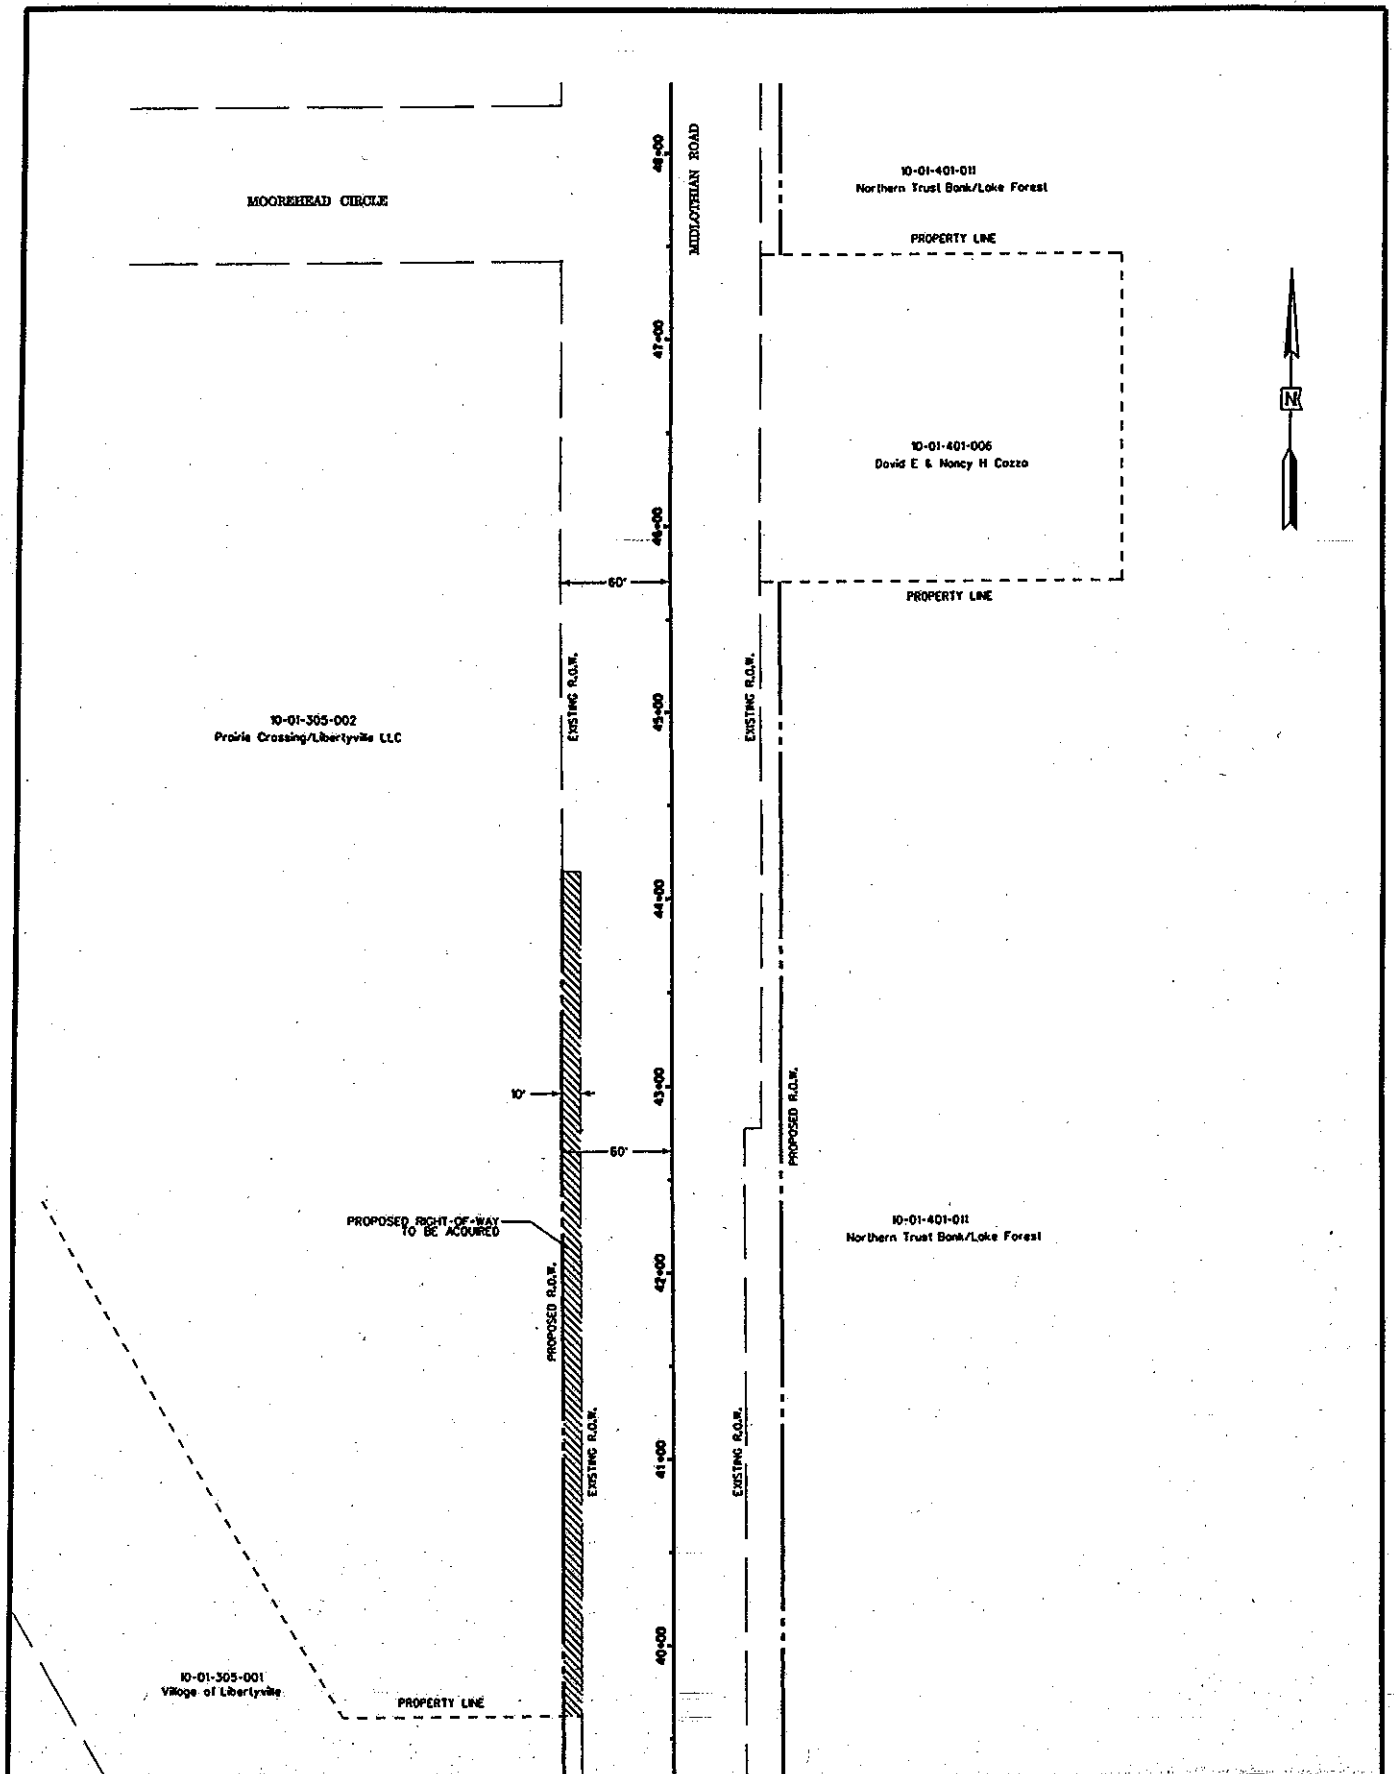 MOOREHEAD CIRCLE
48+00
MIDLOTHIAN ROAD
10-01-401-011
Northern Trust Bank/Lake Forest
PROPERTY LINE
N
47+00
10-01-401-006
David E & Nancy H Cozzo
46+00
60'
PROPERTY LINE
EXISTING R.O.W.
EXISTING R.O.W.
45+00
10-01-305-002
Prairie Crossing/Libertyville LLC
44+00
10'
43+00
PROPOSED R.O.W.
60'
PROPOSED RIGHT-OF-WAY
TO BE ACQUIRED
10-01-401-011
Northern Trust Bank/Lake Forest
42+00
PROPOSED R.O.W.
EXISTING R.O.W.
41+00
EXISTING R.O.W.
40+00
10-01-305-001
Village of Libertyville
PROPERTY LINE